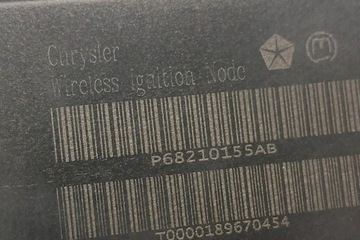 Chrysler
Wireless ignition Node
P68210155AB
T0000189670454